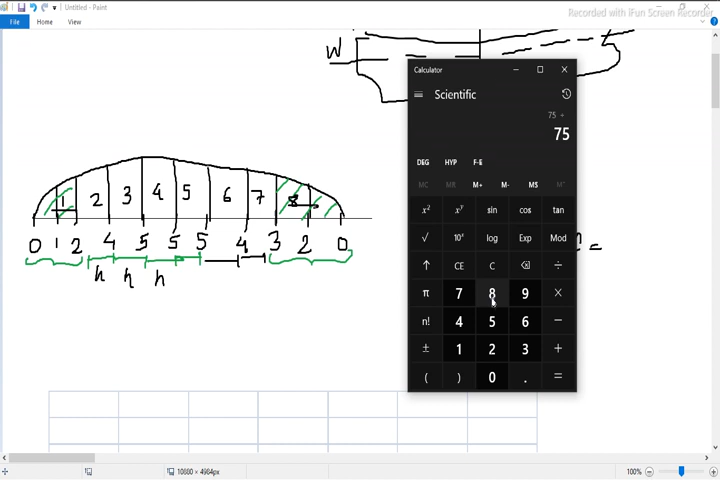 Untitled - Paint
Recorded with iFun Screen Recorder
File Home View
W
Calculator
Scientific
75 ÷
75
DEG HYP F-E
MC MR M+ M- MS M˅
x² xʸ sin cos tan
√ 10ˣ log Exp Mod
↑ CE C ⌫ ÷
π 7 8 9 ×
n! 4 5 6 −
± 1 2 3 +
( ) 0 . =
1 2 3 4 5 6 7 8
0 1 2 4 5 5 5 4 3 2 0
=
h h h
10880 × 4984px
100%